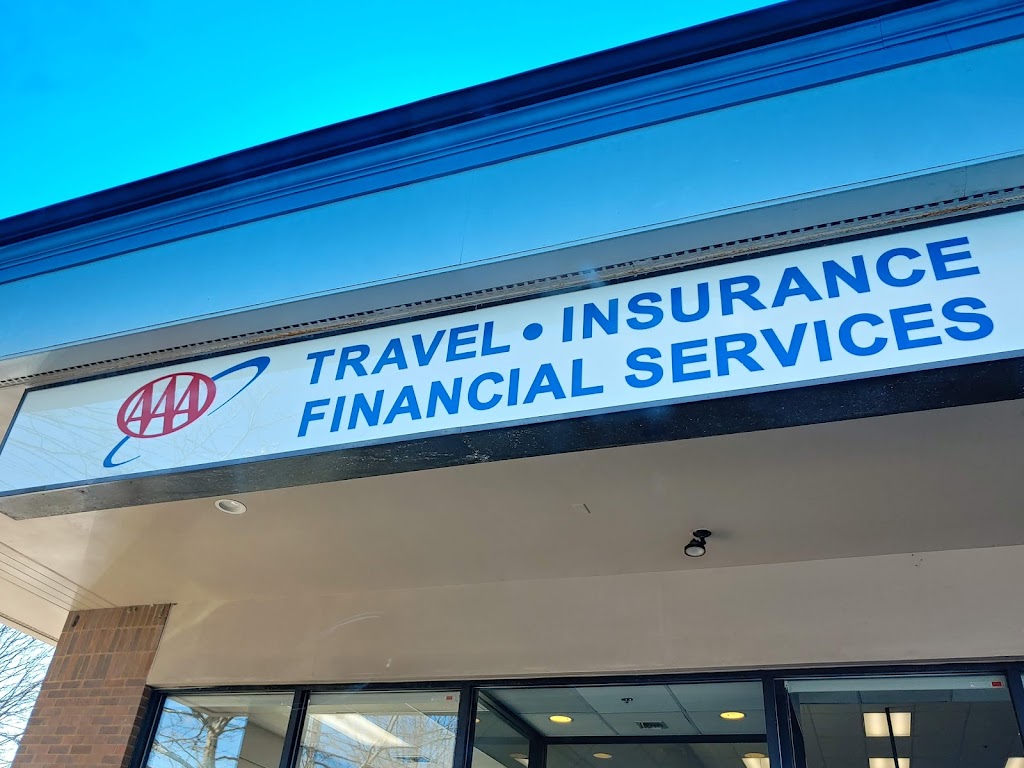 AAA
TRAVEL • INSURANCE
FINANCIAL SERVICES